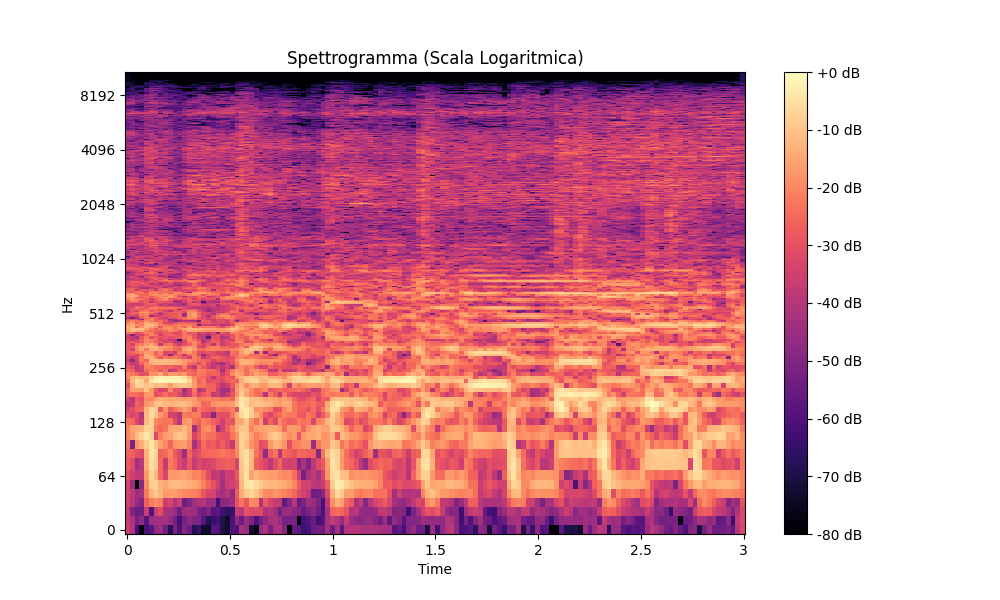 Spettrogramma (Scala Logaritmica)
8192
4096
2048
1024
512
256
128
64
0
Hz
0 0.5 1 1.5 2 2.5 3
Time
+0 dB
-10 dB
-20 dB
-30 dB
-40 dB
-50 dB
-60 dB
-70 dB
-80 dB